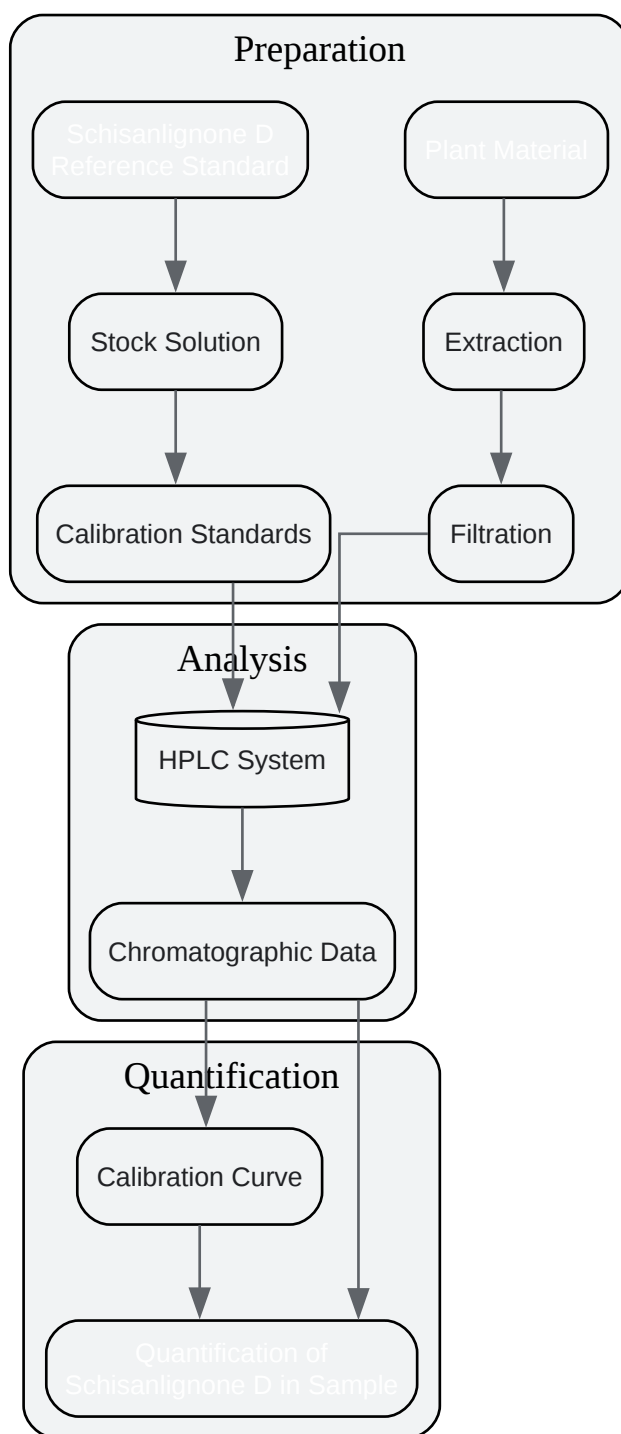 Preparation
Schisanlignone D
Reference Standard
Plant Material
Stock Solution
Extraction
Calibration Standards
Filtration
Analysis
HPLC System
Chromatographic Data
Quantification
Calibration Curve
Quantification of
Schisanlignone D in Sample